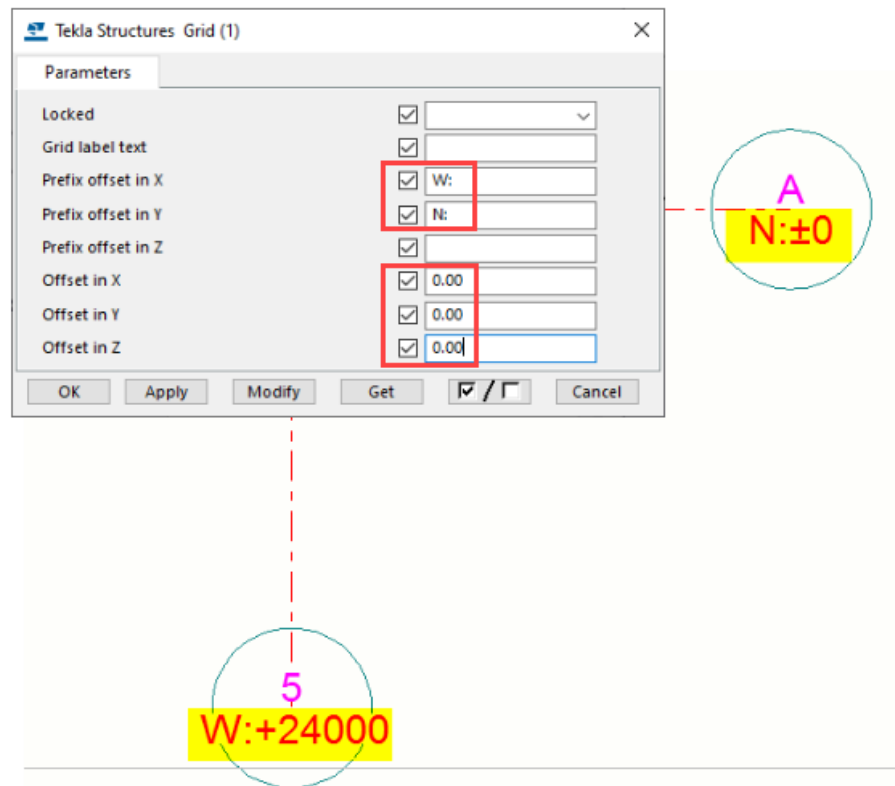 Tekla Structures Grid (1)
Parameters
Locked
Grid label text
Prefix offset in X W:
Prefix offset in Y N:
Prefix offset in Z
Offset in X 0.00
Offset in Y 0.00
Offset in Z 0.00
OK Apply Modify Get / Cancel
A
N:±0
5
W:+24000